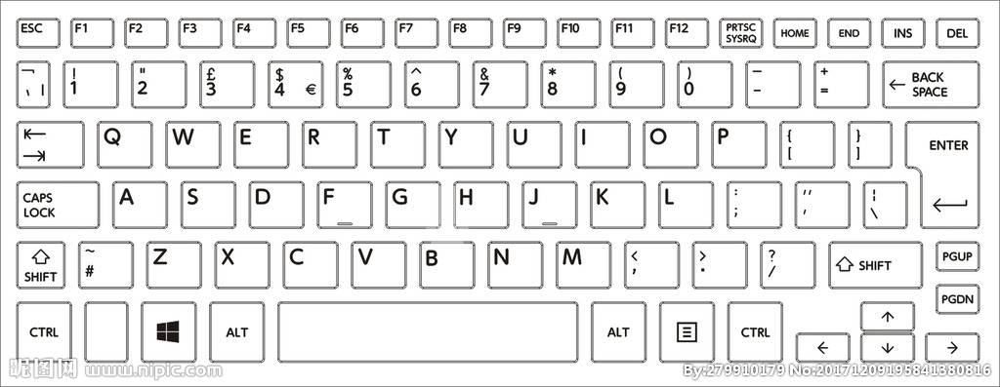 ESC F1 F2 F3 F4 F5 F6 F7 F8 F9 F10 F11 F12 PRTSC HOME END INS DEL
SYSRQ
¬ ! " £ $ % ^ & * ( ) − + ← BACK
` | 1 2 3 4 € 5 6 7 8 9 0 - = SPACE
⇤ Q W E R T Y U I O P { } ENTER
⇥ [ ]
CAPS A S D F G H J K L : '' ¦ ←
LOCK _ _ ; ' \
⇧ ~ Z X C V B N M < > ? ⇧ SHIFT PGUP
SHIFT # , . /
PGDN
CTRL ALT ALT CTRL ↑
← ↓ →
昵图网 www.nipic.com By:279910179 No:20171209195841380816